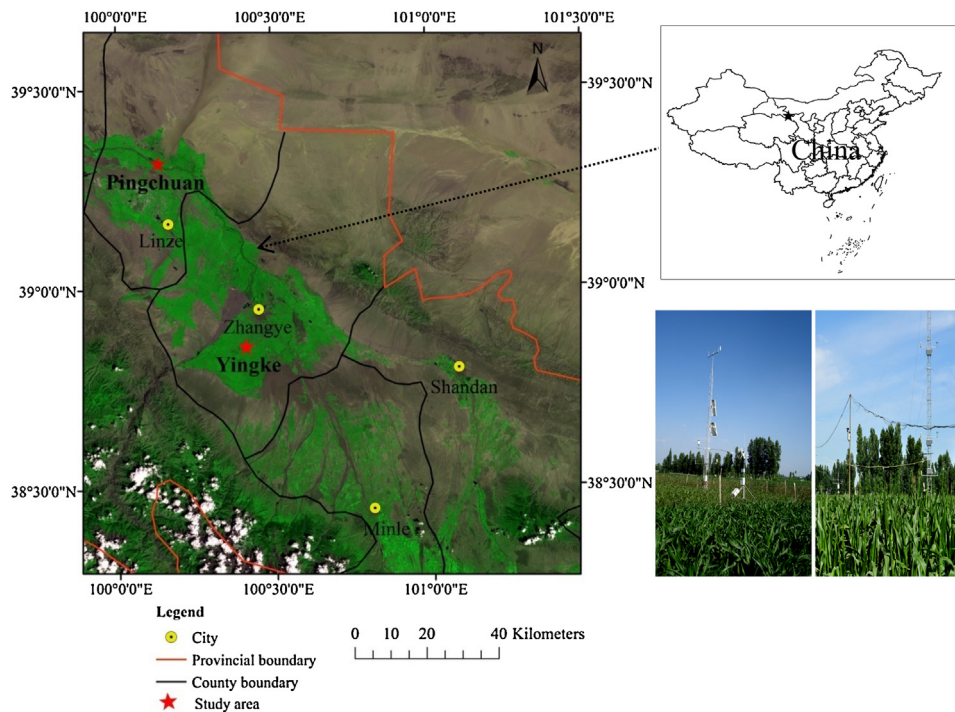 100°0'0"E 100°30'0"E 101°0'0"E 101°30'0"E
N
39°30'0"N 39°30'0"N
Pingchuan
Linze
39°0'0"N 39°0'0"N
Zhangye
Yingke
Shandan
38°30'0"N 38°30'0"N
Minle
100°0'0"E 100°30'0"E 101°0'0"E
China
Legend
City
Provincial boundary
County boundary
Study area
0 10 20 40 Kilometers